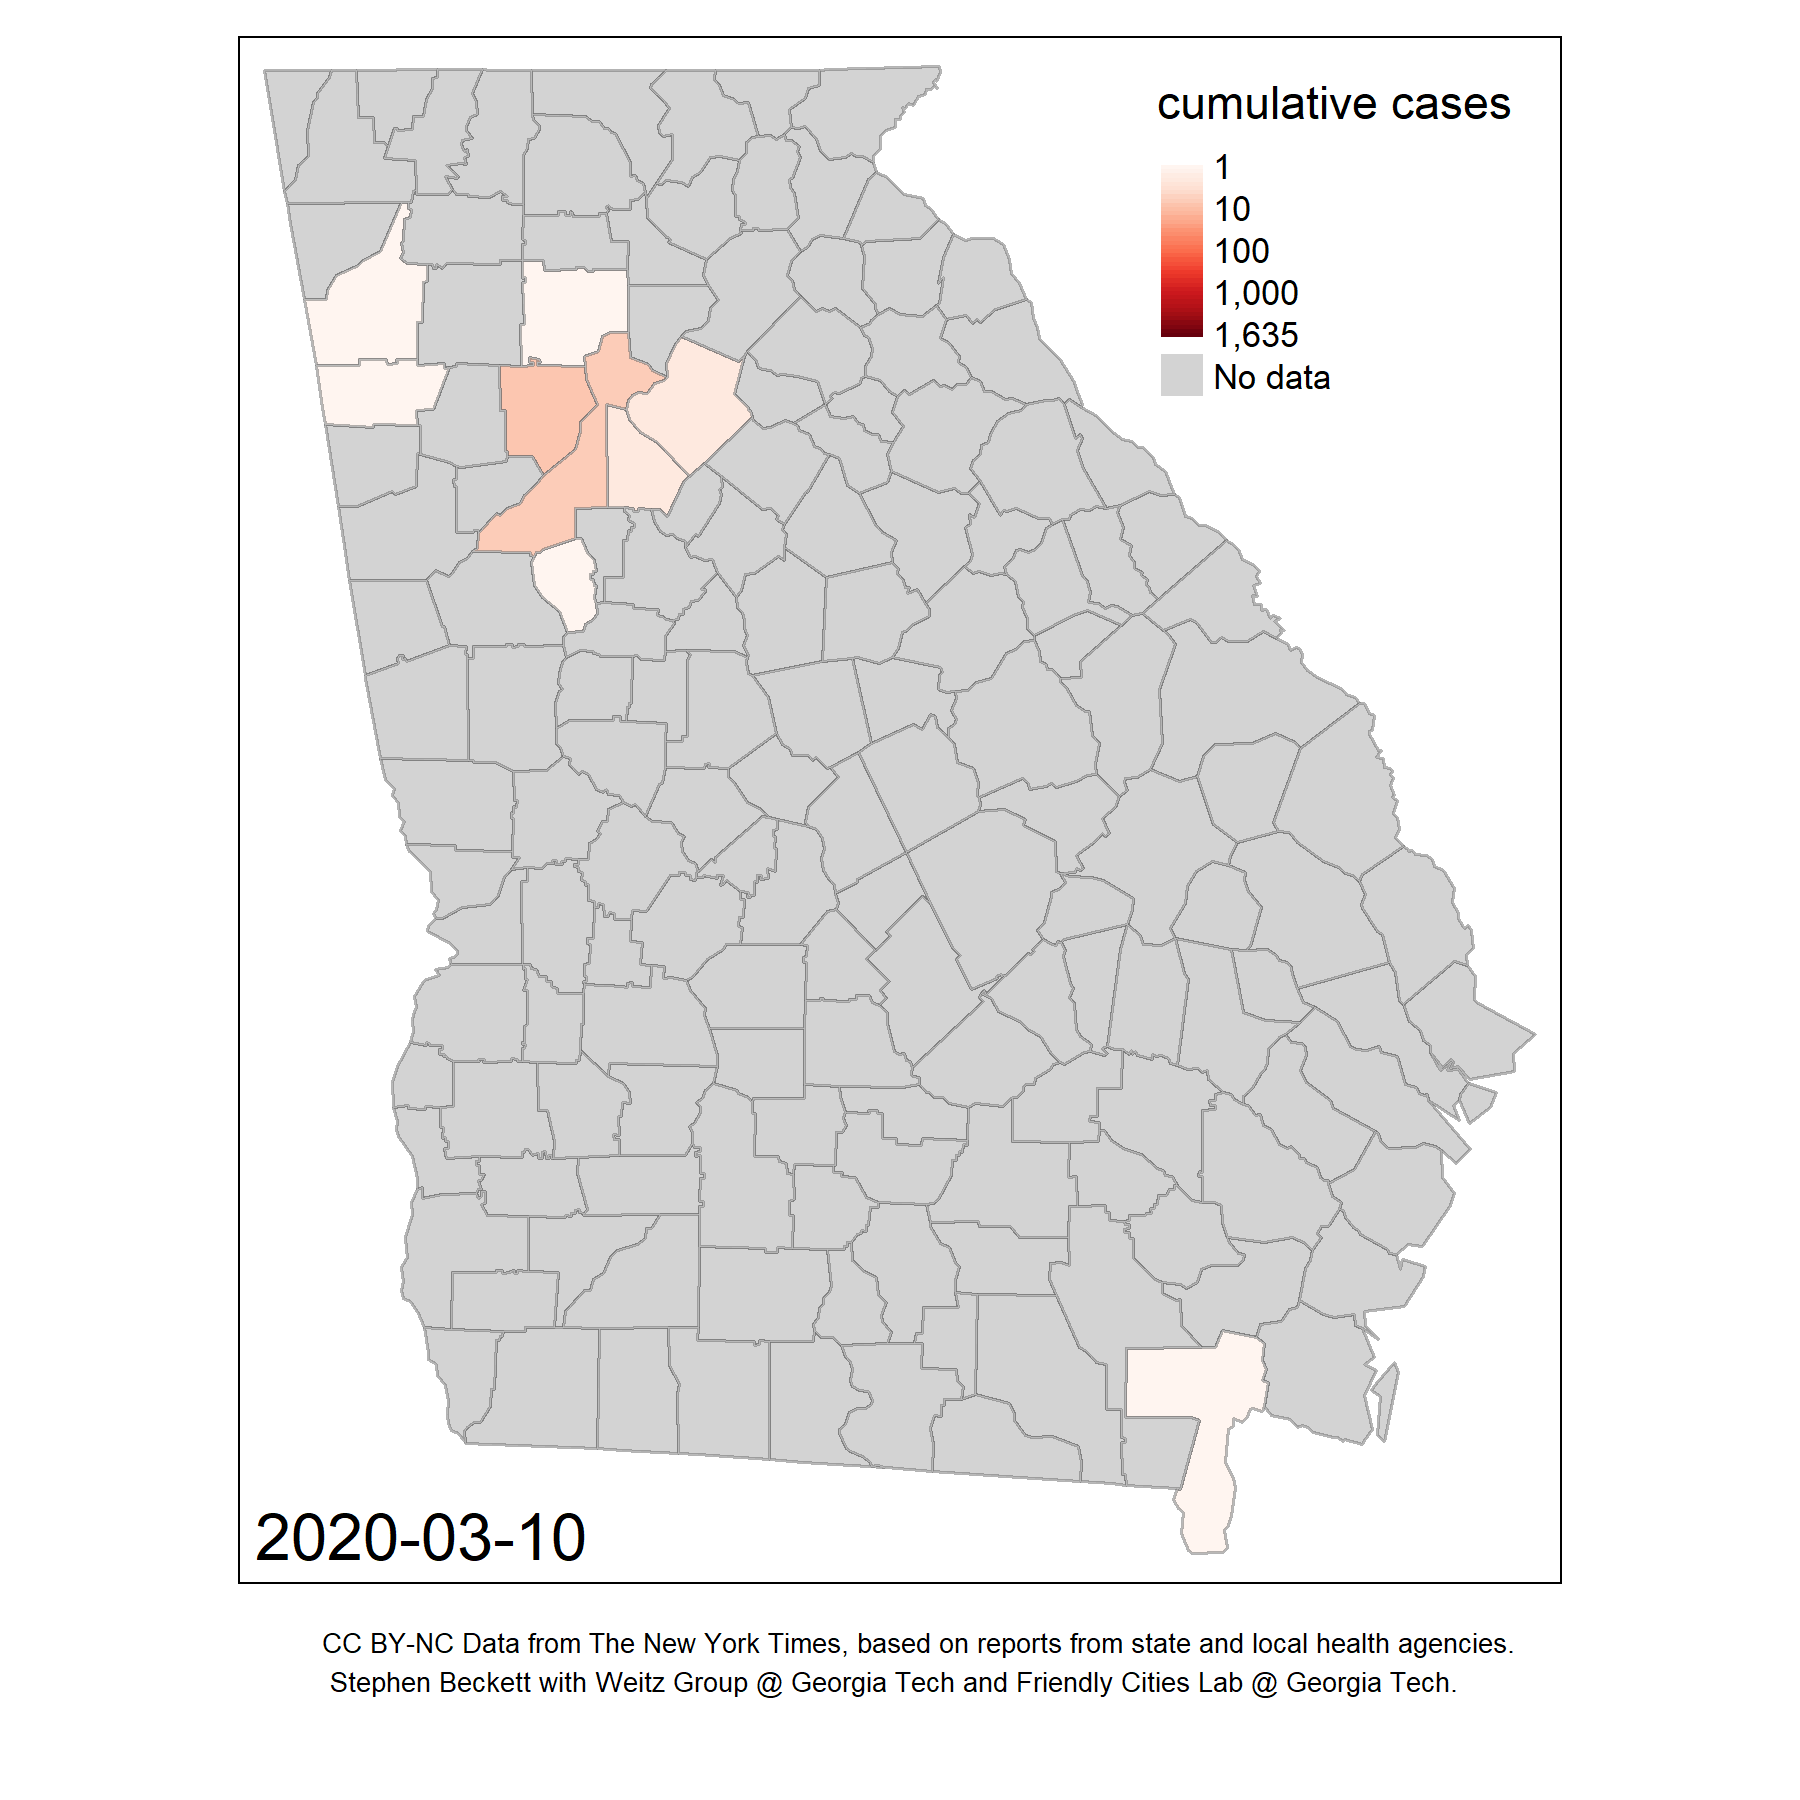 cumulative cases
1
10
100
1,000
1,635
No data
2020-03-10
CC BY-NC Data from The New York Times, based on reports from state and local health agencies.
Stephen Beckett with Weitz Group @ Georgia Tech and Friendly Cities Lab @ Georgia Tech.